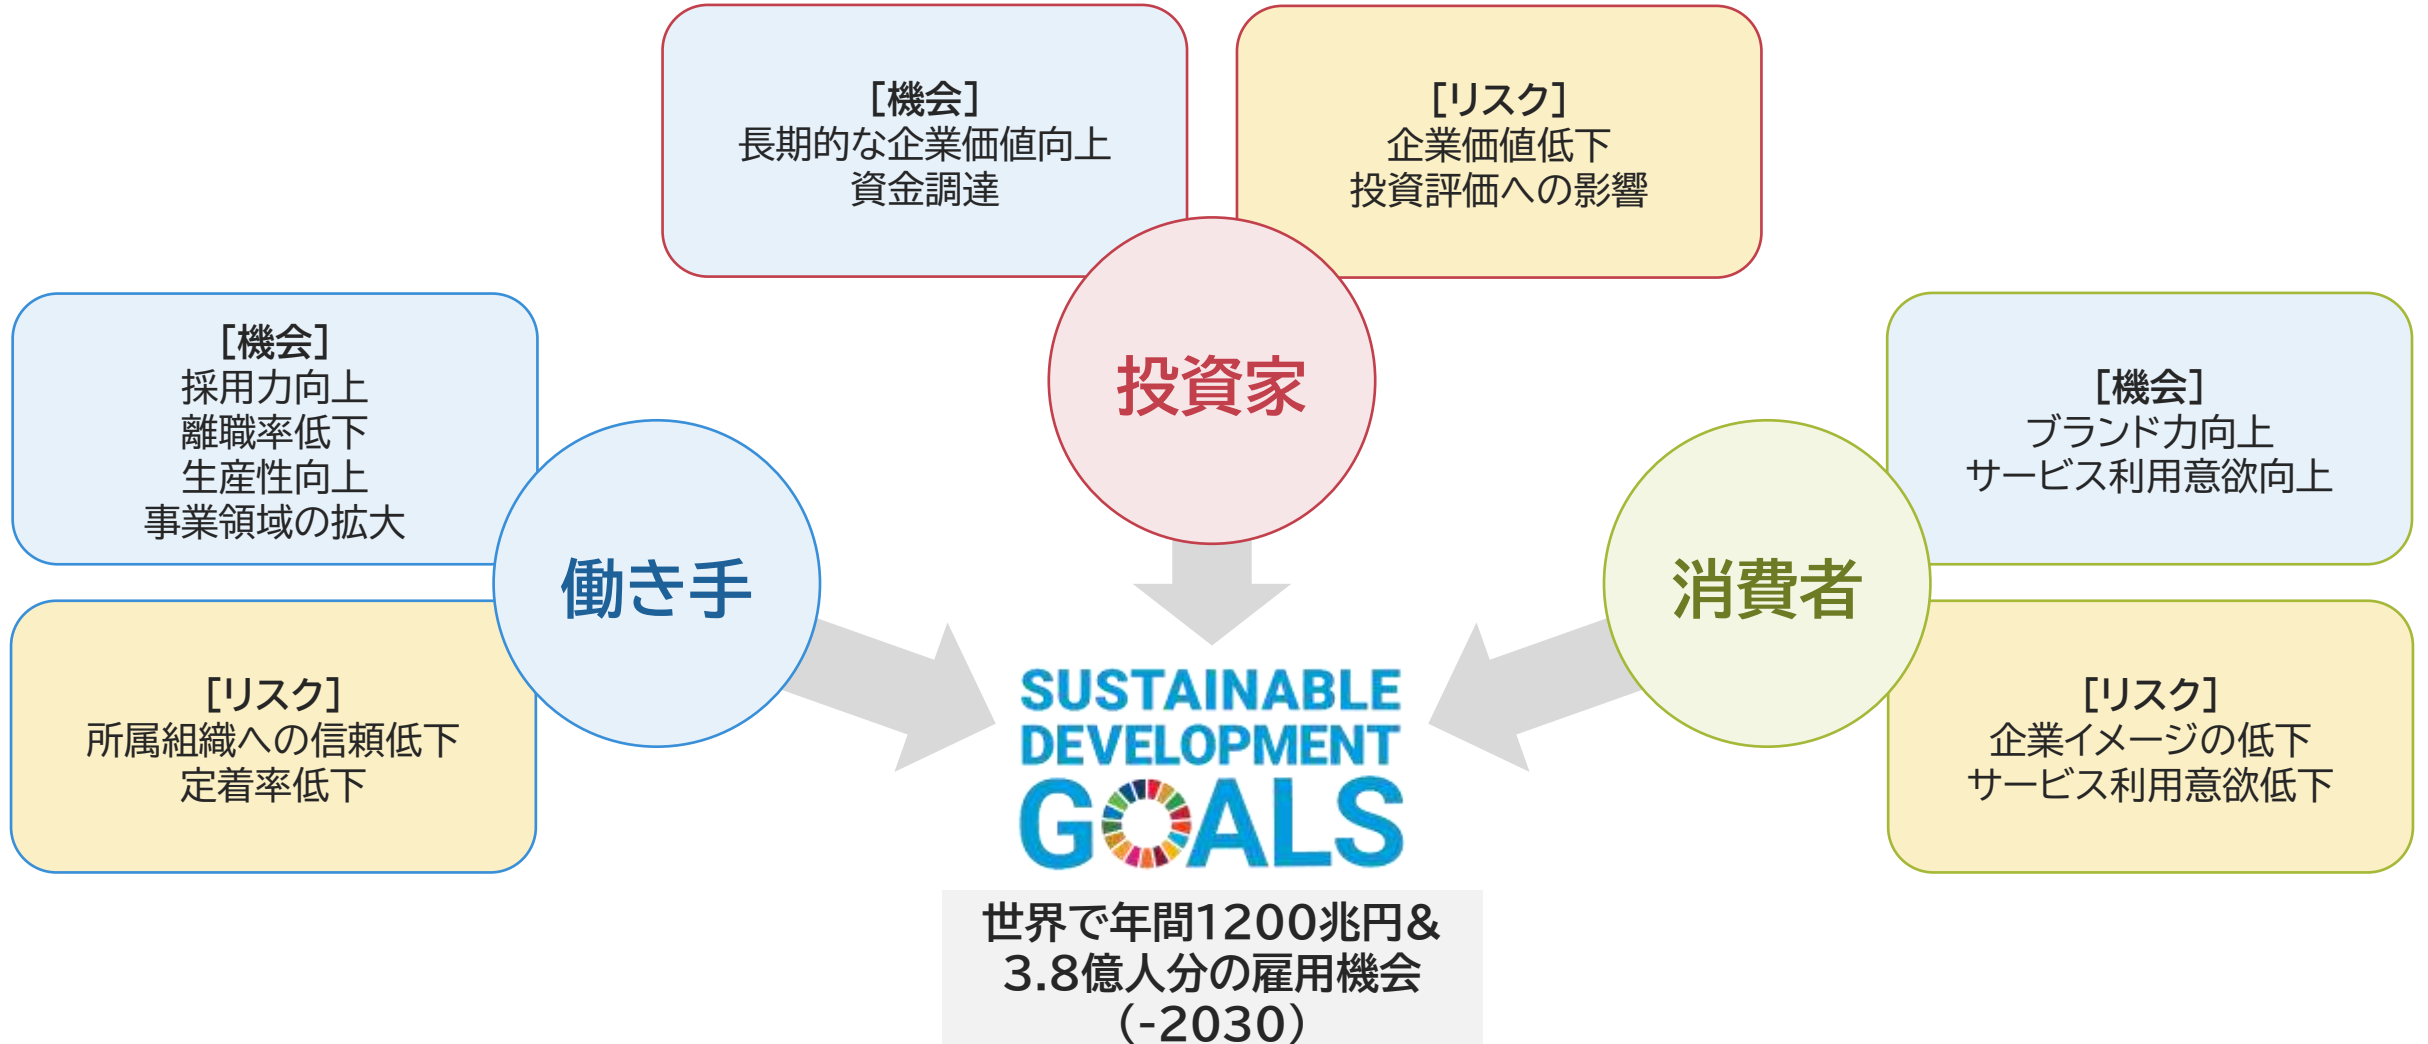 ［機会］
長期的な企業価値向上
資金調達
［リスク］
企業価値低下
投資評価への影響
投資家
［機会］
採用力向上
離職率低下
生産性向上
事業領域の拡大
働き手
［リスク］
所属組織への信頼低下
定着率低下
［機会］
ブランド力向上
サービス利用意欲向上
消費者
［リスク］
企業イメージの低下
サービス利用意欲低下
SUSTAINABLE
DEVELOPMENT
GOALS
世界で年間1200兆円&
3.8億人分の雇用機会
（-2030）